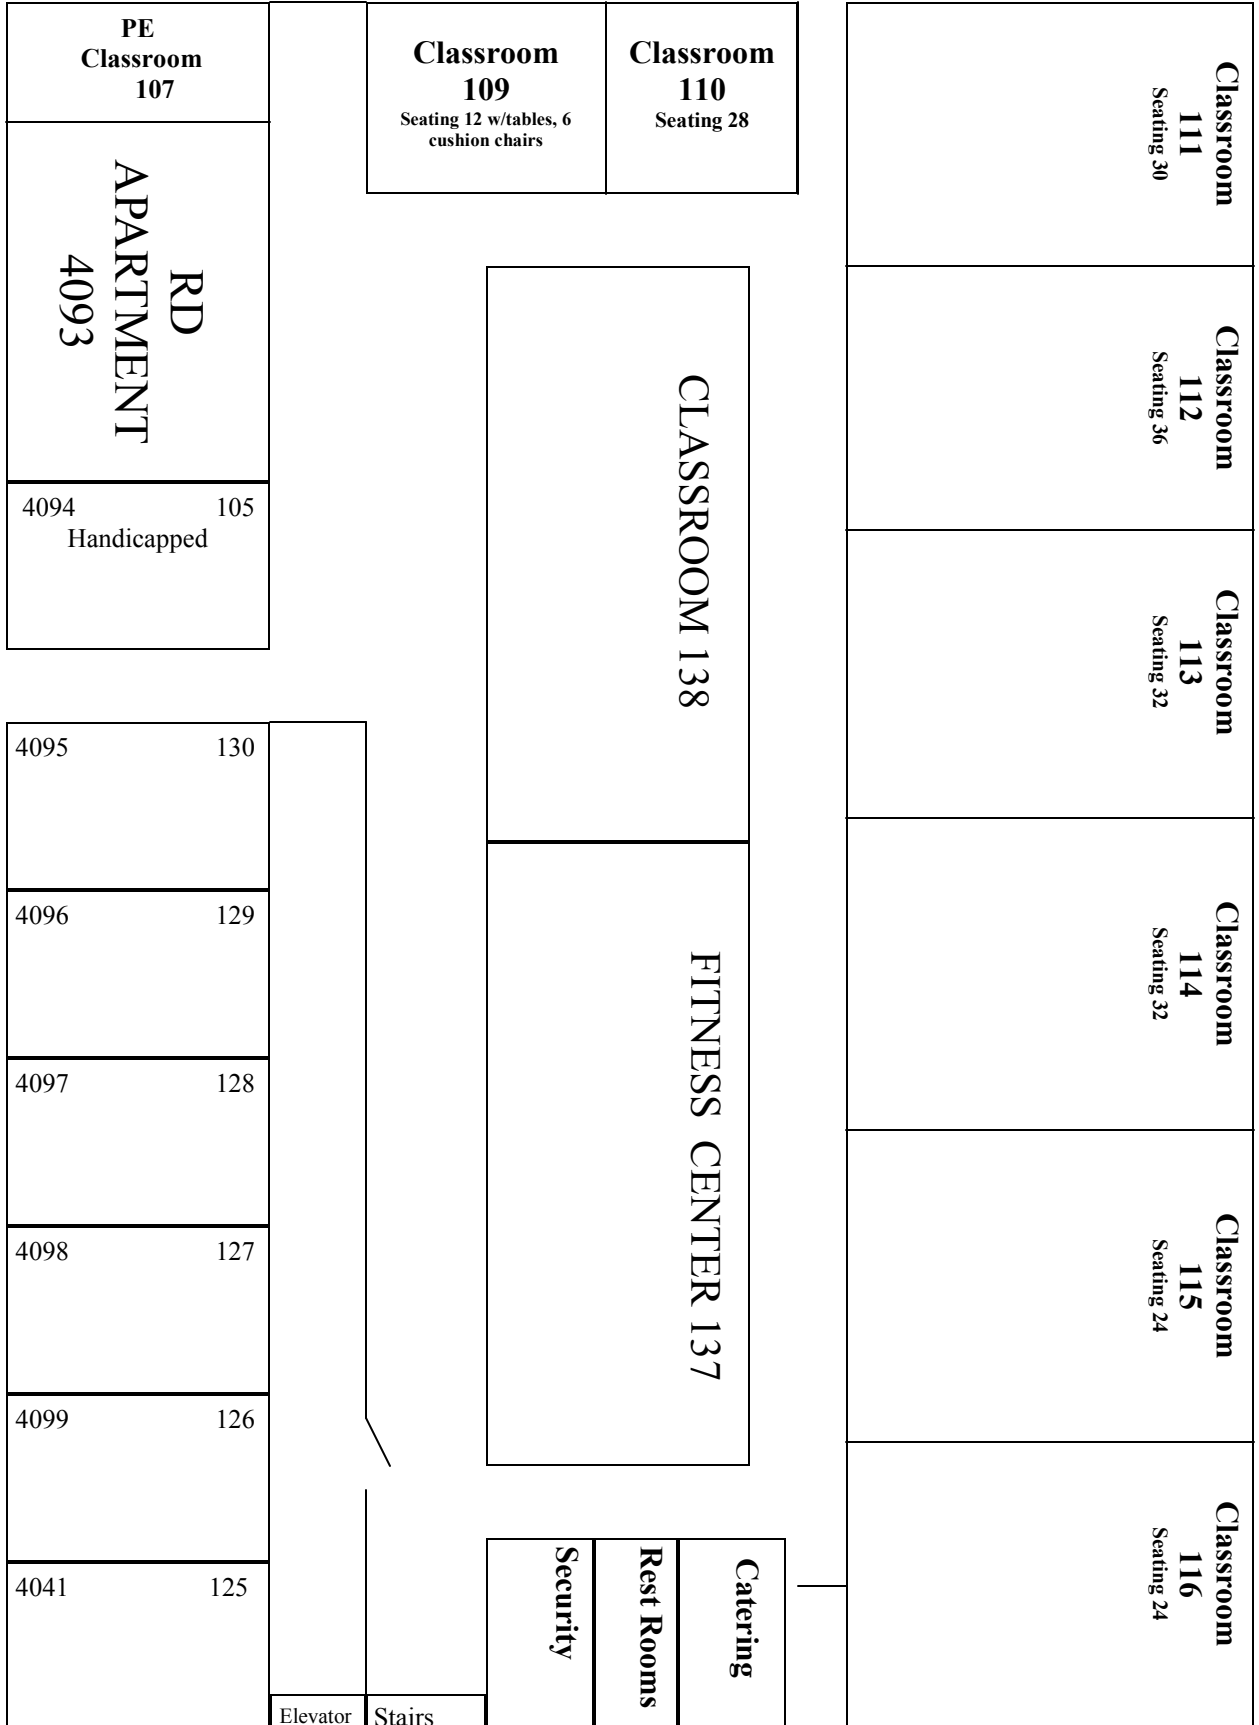 PE
Classroom
107
Classroom
109
Seating 12 w/tables, 6
cushion chairs
Classroom
110
Seating 28
Classroom
111
Seating 30
RD
APARTMENT
4093
Classroom
112
Seating 36
CLASSROOM 138
4094 105
Handicapped
Classroom
113
Seating 32
4095 130
4096 129
Classroom
114
Seating 32
FITNESS CENTER 137
4097 128
4098 127
Classroom
115
Seating 24
4099 126
Classroom
116
Seating 24
4041 125
Security
Rest Rooms
Catering
Elevator
Stairs